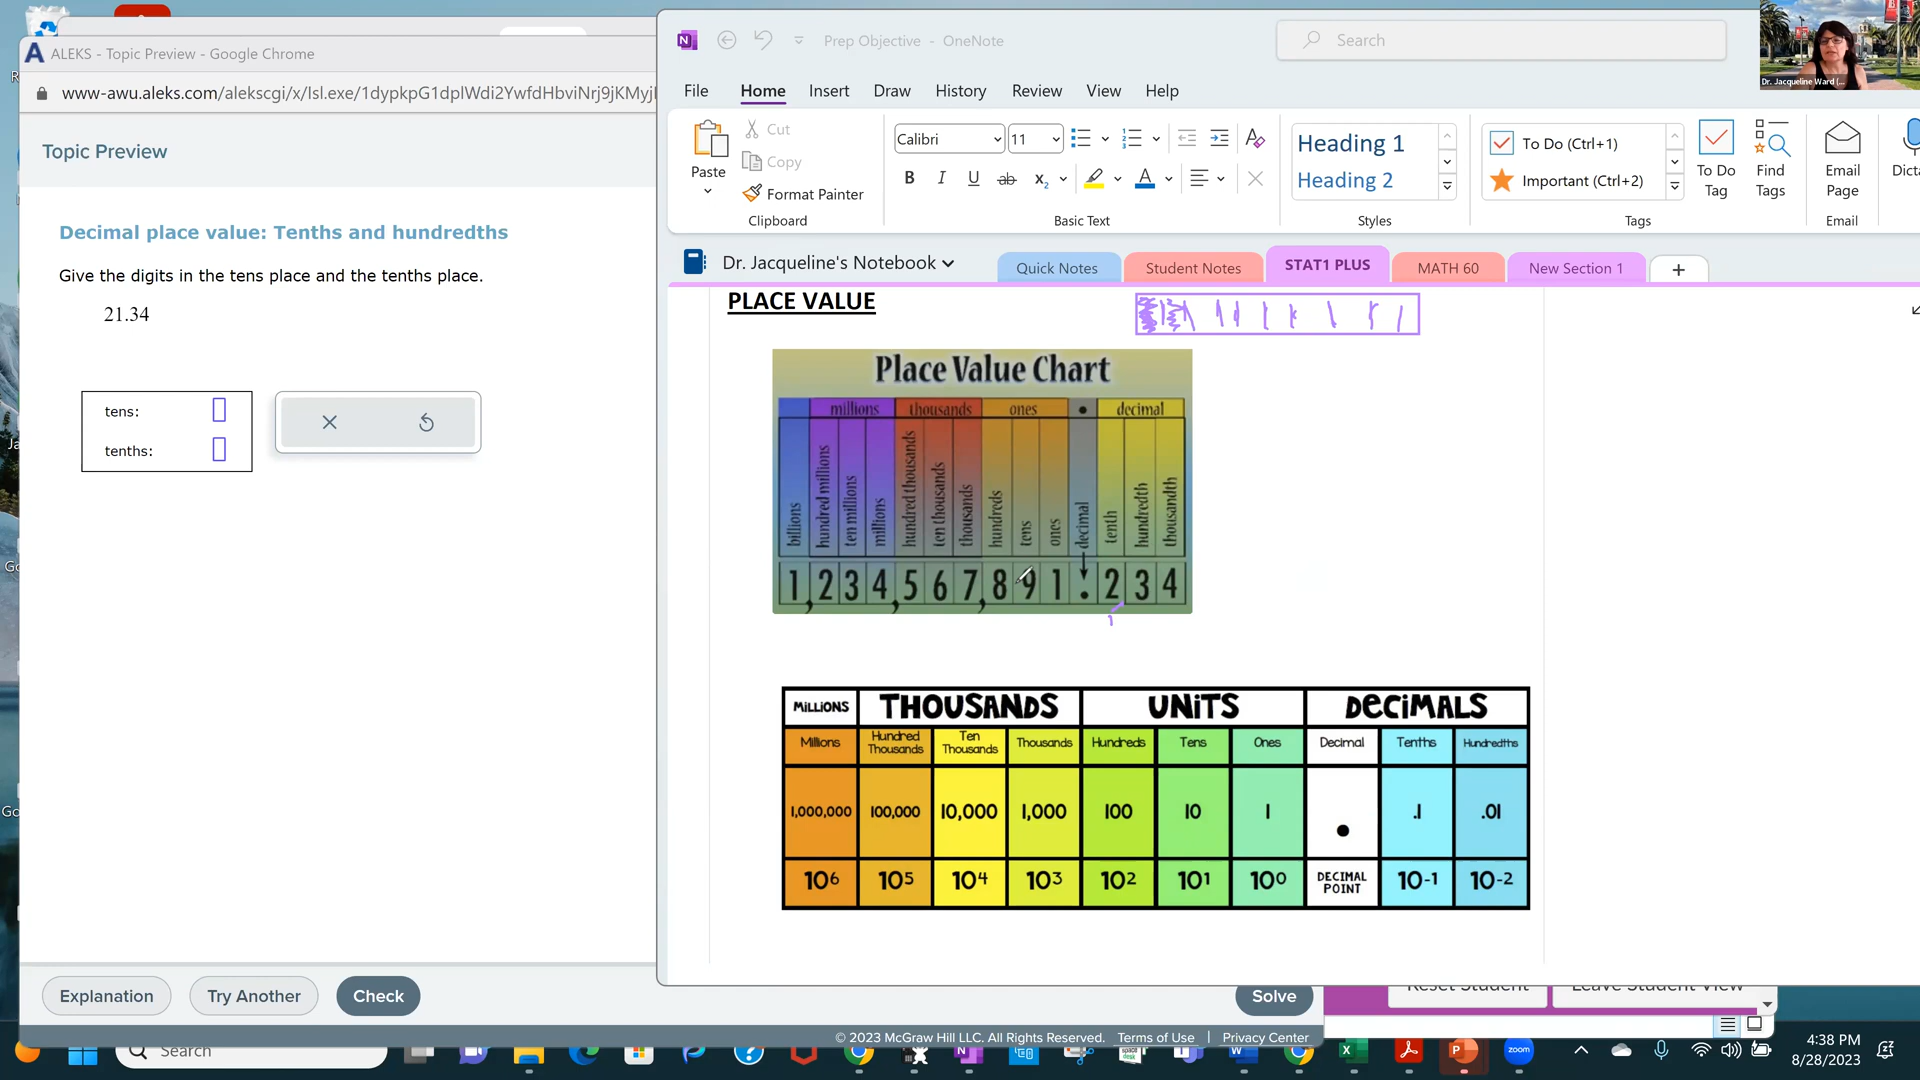 ALEKS - Topic Preview - Google Chrome
www-awu.aleks.com/alekscgi/x/Isl.exe/1dypkpG1dplWdi2YwfdHbviNrj9jKMyj
Topic Preview
Decimal place value: Tenths and hundredths
Give the digits in the tens place and the tenths place.
21.34
tens:
tenths:
Explanation
Try Another
Check
Solve
© 2023 McGraw Hill LLC. All Rights Reserved. Terms of Use | Privacy Center
Prep Objective - OneNote
Search
Dr. Jacqueline Ward (...
File Home Insert Draw History Review View Help
Paste
Cut
Copy
Format Painter
Clipboard
Calibri 11
Basic Text
Heading 1
Heading 2
Styles
To Do (Ctrl+1)
Important (Ctrl+2)
To Do Tag
Find Tags
Tags
Email Page
Email
Dicta
Dr. Jacqueline's Notebook
Quick Notes
Student Notes
STAT1 PLUS
MATH 60
New Section 1
+
PLACE VALUE
Place Value Chart
millions thousands ones • decimal
billions hundred millions ten millions millions hundred thousands ten thousands thousands hundreds tens ones decimal tenth hundredth thousandth
1,234,567,891.234
MILLIONS THOUSANDS UNITS DECIMALS
Millions Hundred Thousands Ten Thousands Thousands Hundreds Tens Ones Decimal Tenths Hundredths
1,000,000 100,000 10,000 1,000 100 10 1 . .1 .01
10⁶ 10⁵ 10⁴ 10³ 10² 10¹ 10⁰ DECIMAL POINT 10⁻¹ 10⁻²
Reset Student
Leave Student View
Search
zoom
4:38 PM
8/28/2023